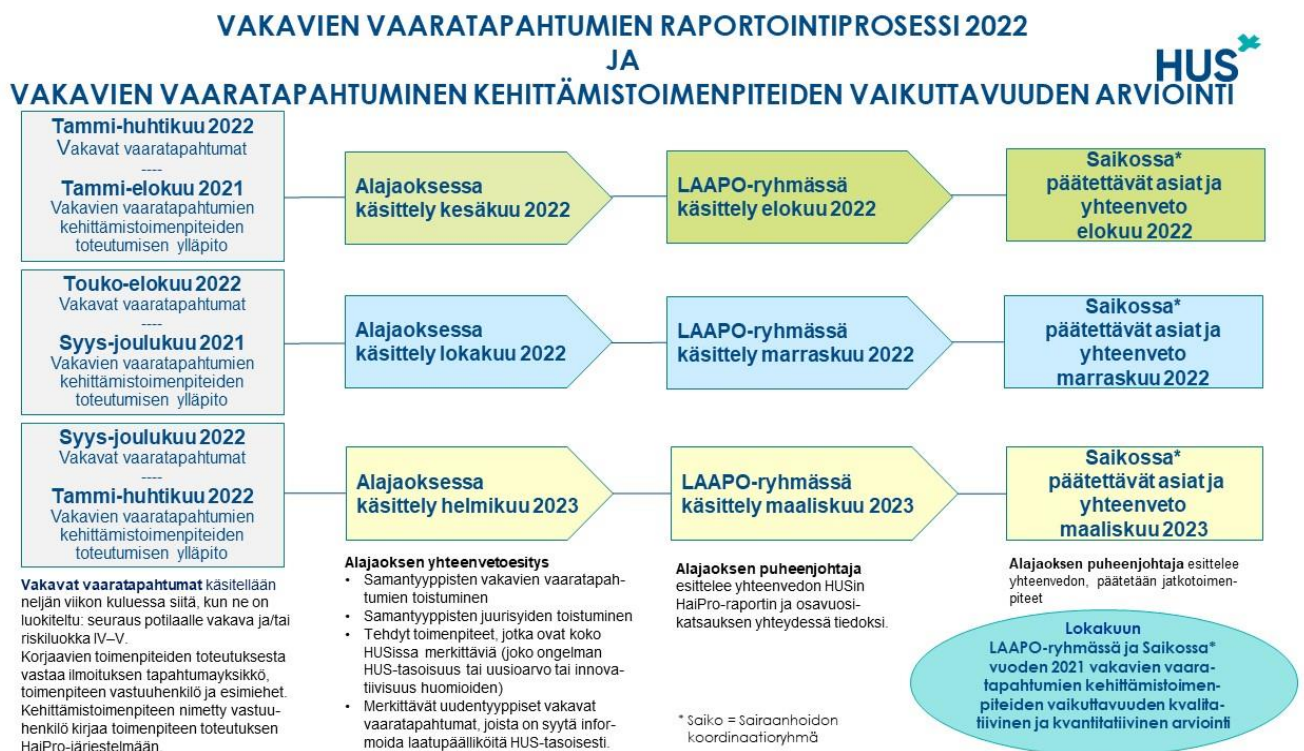 VAKAVIEN VAARATAPAHTUMIEN RAPORTOINTIPROSESSI 2022
JA
VAKAVIEN VAARATAPAHTUMINEN KEHITTÄMISTOIMENPITEIDEN VAIKUTTAVUUDEN ARVIOINTI
HUS
Tammi-huhtikuu 2022
Vakavat vaaratapahtumat
----
Tammi-elokuu 2021
Vakavien vaaratapahtumien
kehittämistoimenpiteiden
toteutumisen ylläpito
Alajaoksessa
käsittely kesäkuu 2022
LAAPO-ryhmässä
käsittely elokuu 2022
Saikossa*
päätettävät asiat ja
yhteenveto
elokuu 2022
Touko-elokuu 2022
Vakavat vaaratapahtumat
----
Syys-joulukuu 2021
Vakavien vaaratapahtumien
kehittämistoimenpiteiden
toteutumisen ylläpito
Alajaoksessa
käsittely lokakuu 2022
LAAPO-ryhmässä
käsittely marraskuu 2022
Saikossa*
päätettävät asiat ja
yhteenveto
marraskuu 2022
Syys-joulukuu 2022
Vakavat vaaratapahtumat
----
Tammi-huhtikuu 2022
Vakavien vaaratapahtumien
kehittämistoimenpiteiden
toteutumisen ylläpito
Alajaoksessa
käsittely helmikuu 2023
LAAPO-ryhmässä
käsittely maaliskuu 2023
Saikossa*
päätettävät asiat ja
yhteenveto
maaliskuu 2023
Vakavat vaaratapahtumat käsitellään
neljän viikon kuluessa siitä, kun ne on
luokiteltu: seuraus potilaalle vakava ja/tai
riskiluokka IV–V.
Korjaavien toimenpiteiden toteutuksesta
vastaa ilmoituksen tapahtumayksikkö,
toimenpiteen vastuuhenkilö ja esimiehet.
Kehittämistoimenpiteen nimetty vastuu-
henkilö kirjaa toimenpiteen toteutuksen
HaiPro-järjestelmään.
Alajaoksen yhteenvetoesitys
• Samantyyppisten vakavien vaaratapah-
tumien toistuminen
• Samantyyppisten juurisyiden toistuminen
• Tehdyt toimenpiteet, jotka ovat koko
HUSissa merkittäviä (joko ongelman
HUS-tasoisuus tai uusioarvo tai innova-
tiivisuus huomioiden)
• Merkittävät uudentyyppiset vakavat
vaaratapahtumat, joista on syytä infor-
moida laatupäälliköitä HUS-tasoisesti.
Alajaoksen puheenjohtaja
esittelee yhteenvedon HUSin
HaiPro-raportin ja osavuosi-
katsauksen yhteydessä tiedoksi.
* Saiko = Sairaanhoidon
koordinaatioryhmä
Alajaoksen puheenjohtaja esittelee
yhteenvedon, päätetään jatkotoimen-
piteet
Lokakuun
LAAPO-ryhmässä ja Saikossa*
vuoden 2021 vakavien vaara-
tapahtumien kehittämistoimen-
piteiden vaikuttavuuden kvalita-
tiivinen ja kvantitatiivinen arviointi